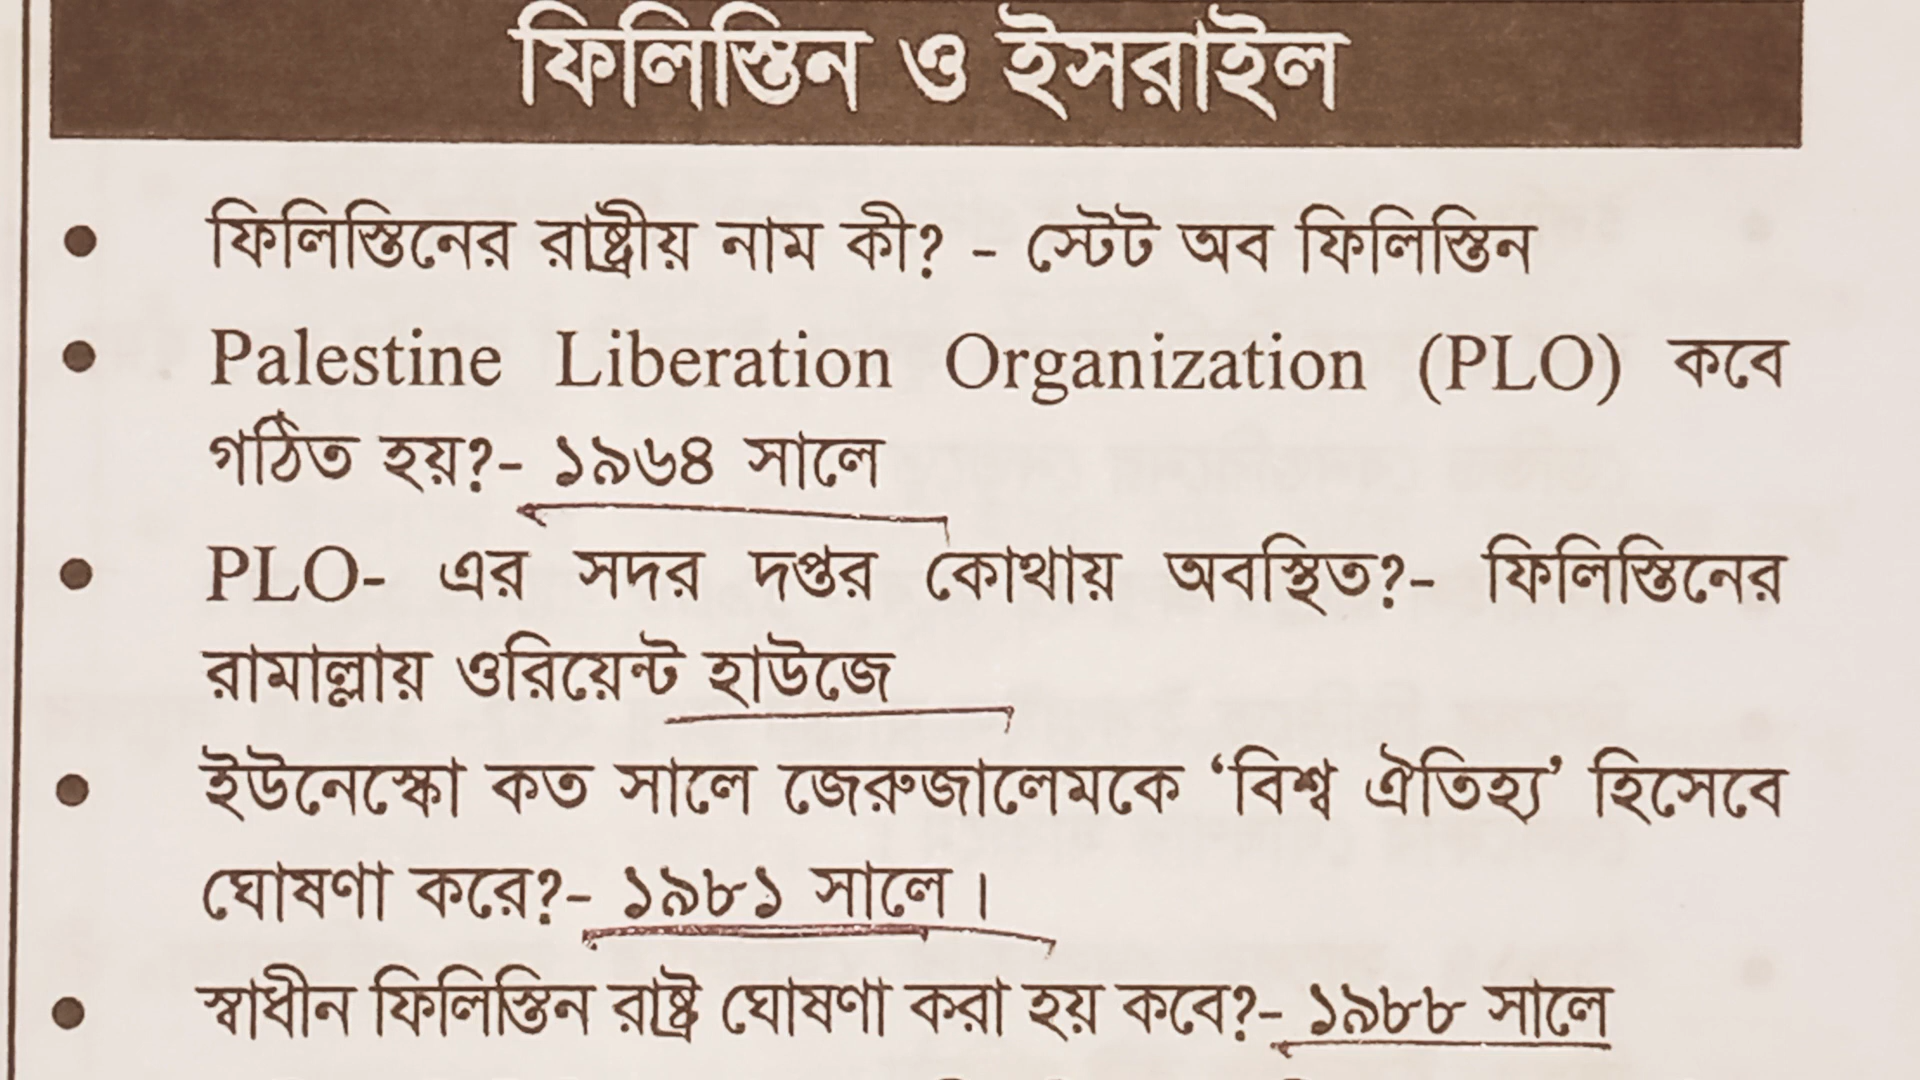 ফিলিস্তিন ও ইসরাইল
• ফিলিস্তিনের রাষ্ট্রীয় নাম কী? - স্টেট অব ফিলিস্তিন
• Palestine Liberation Organization (PLO) কবে
গঠিত হয়?- ১৯৬৪ সালে
• PLO- এর সদর দপ্তর কোথায় অবস্থিত?- ফিলিস্তিনের
রামাল্লায় ওরিয়েন্ট হাউজে
• ইউনেস্কো কত সালে জেরুজালেমকে ‘বিশ্ব ঐতিহ্য’ হিসেবে
ঘোষণা করে?- ১৯৮১ সালে।
• স্বাধীন ফিলিস্তিন রাষ্ট্র ঘোষণা করা হয় কবে?- ১৯৮৮ সালে